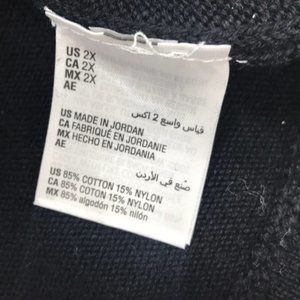 US 2X
CA 2X
MX 2X
AE
قياس واسع 2 اكس
US MADE IN JORDAN
CA FABRIQUÉ EN JORDANIE
MX HECHO EN JORDANIA
AE
صُنع في الأردن
US 85% COTTON 15% NYLON
CA 85% COTON 15% NYLON
MX 85% algodón 15% nilón